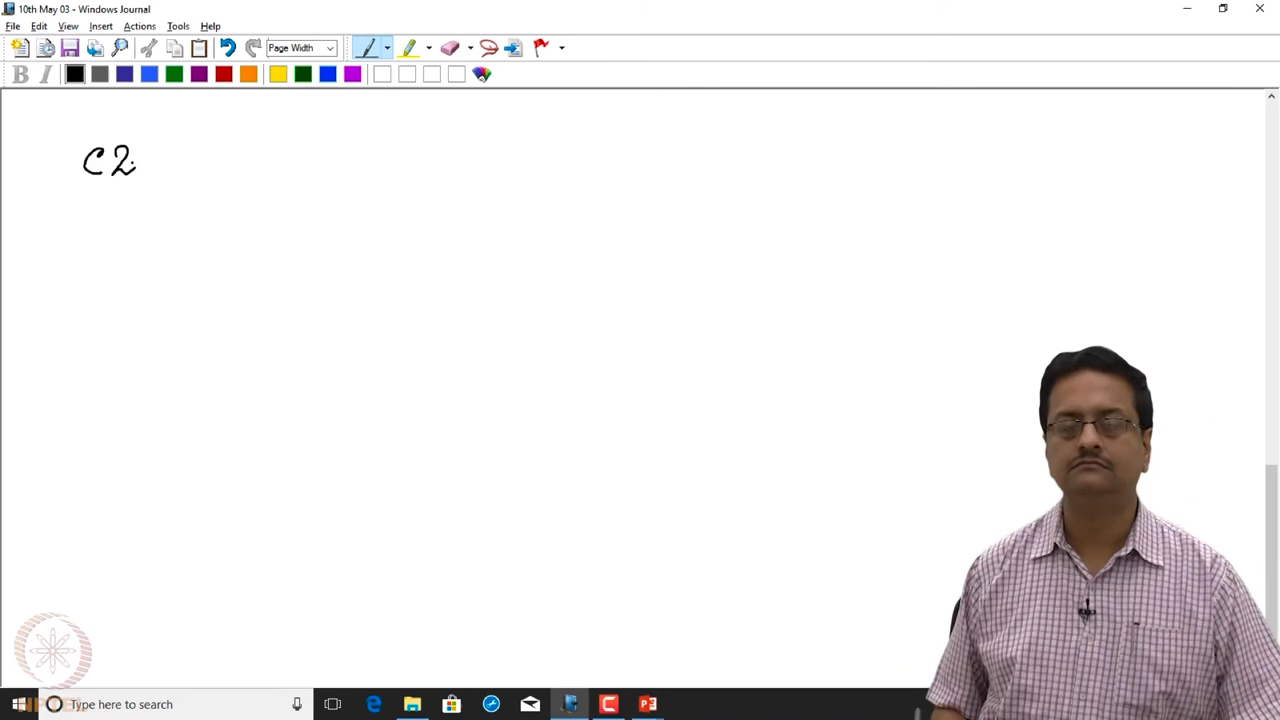 10th May 03 - Windows Journal
File Edit View Insert Actions Tools Help
Page Width
B I
C2
NPTEL
Type here to search